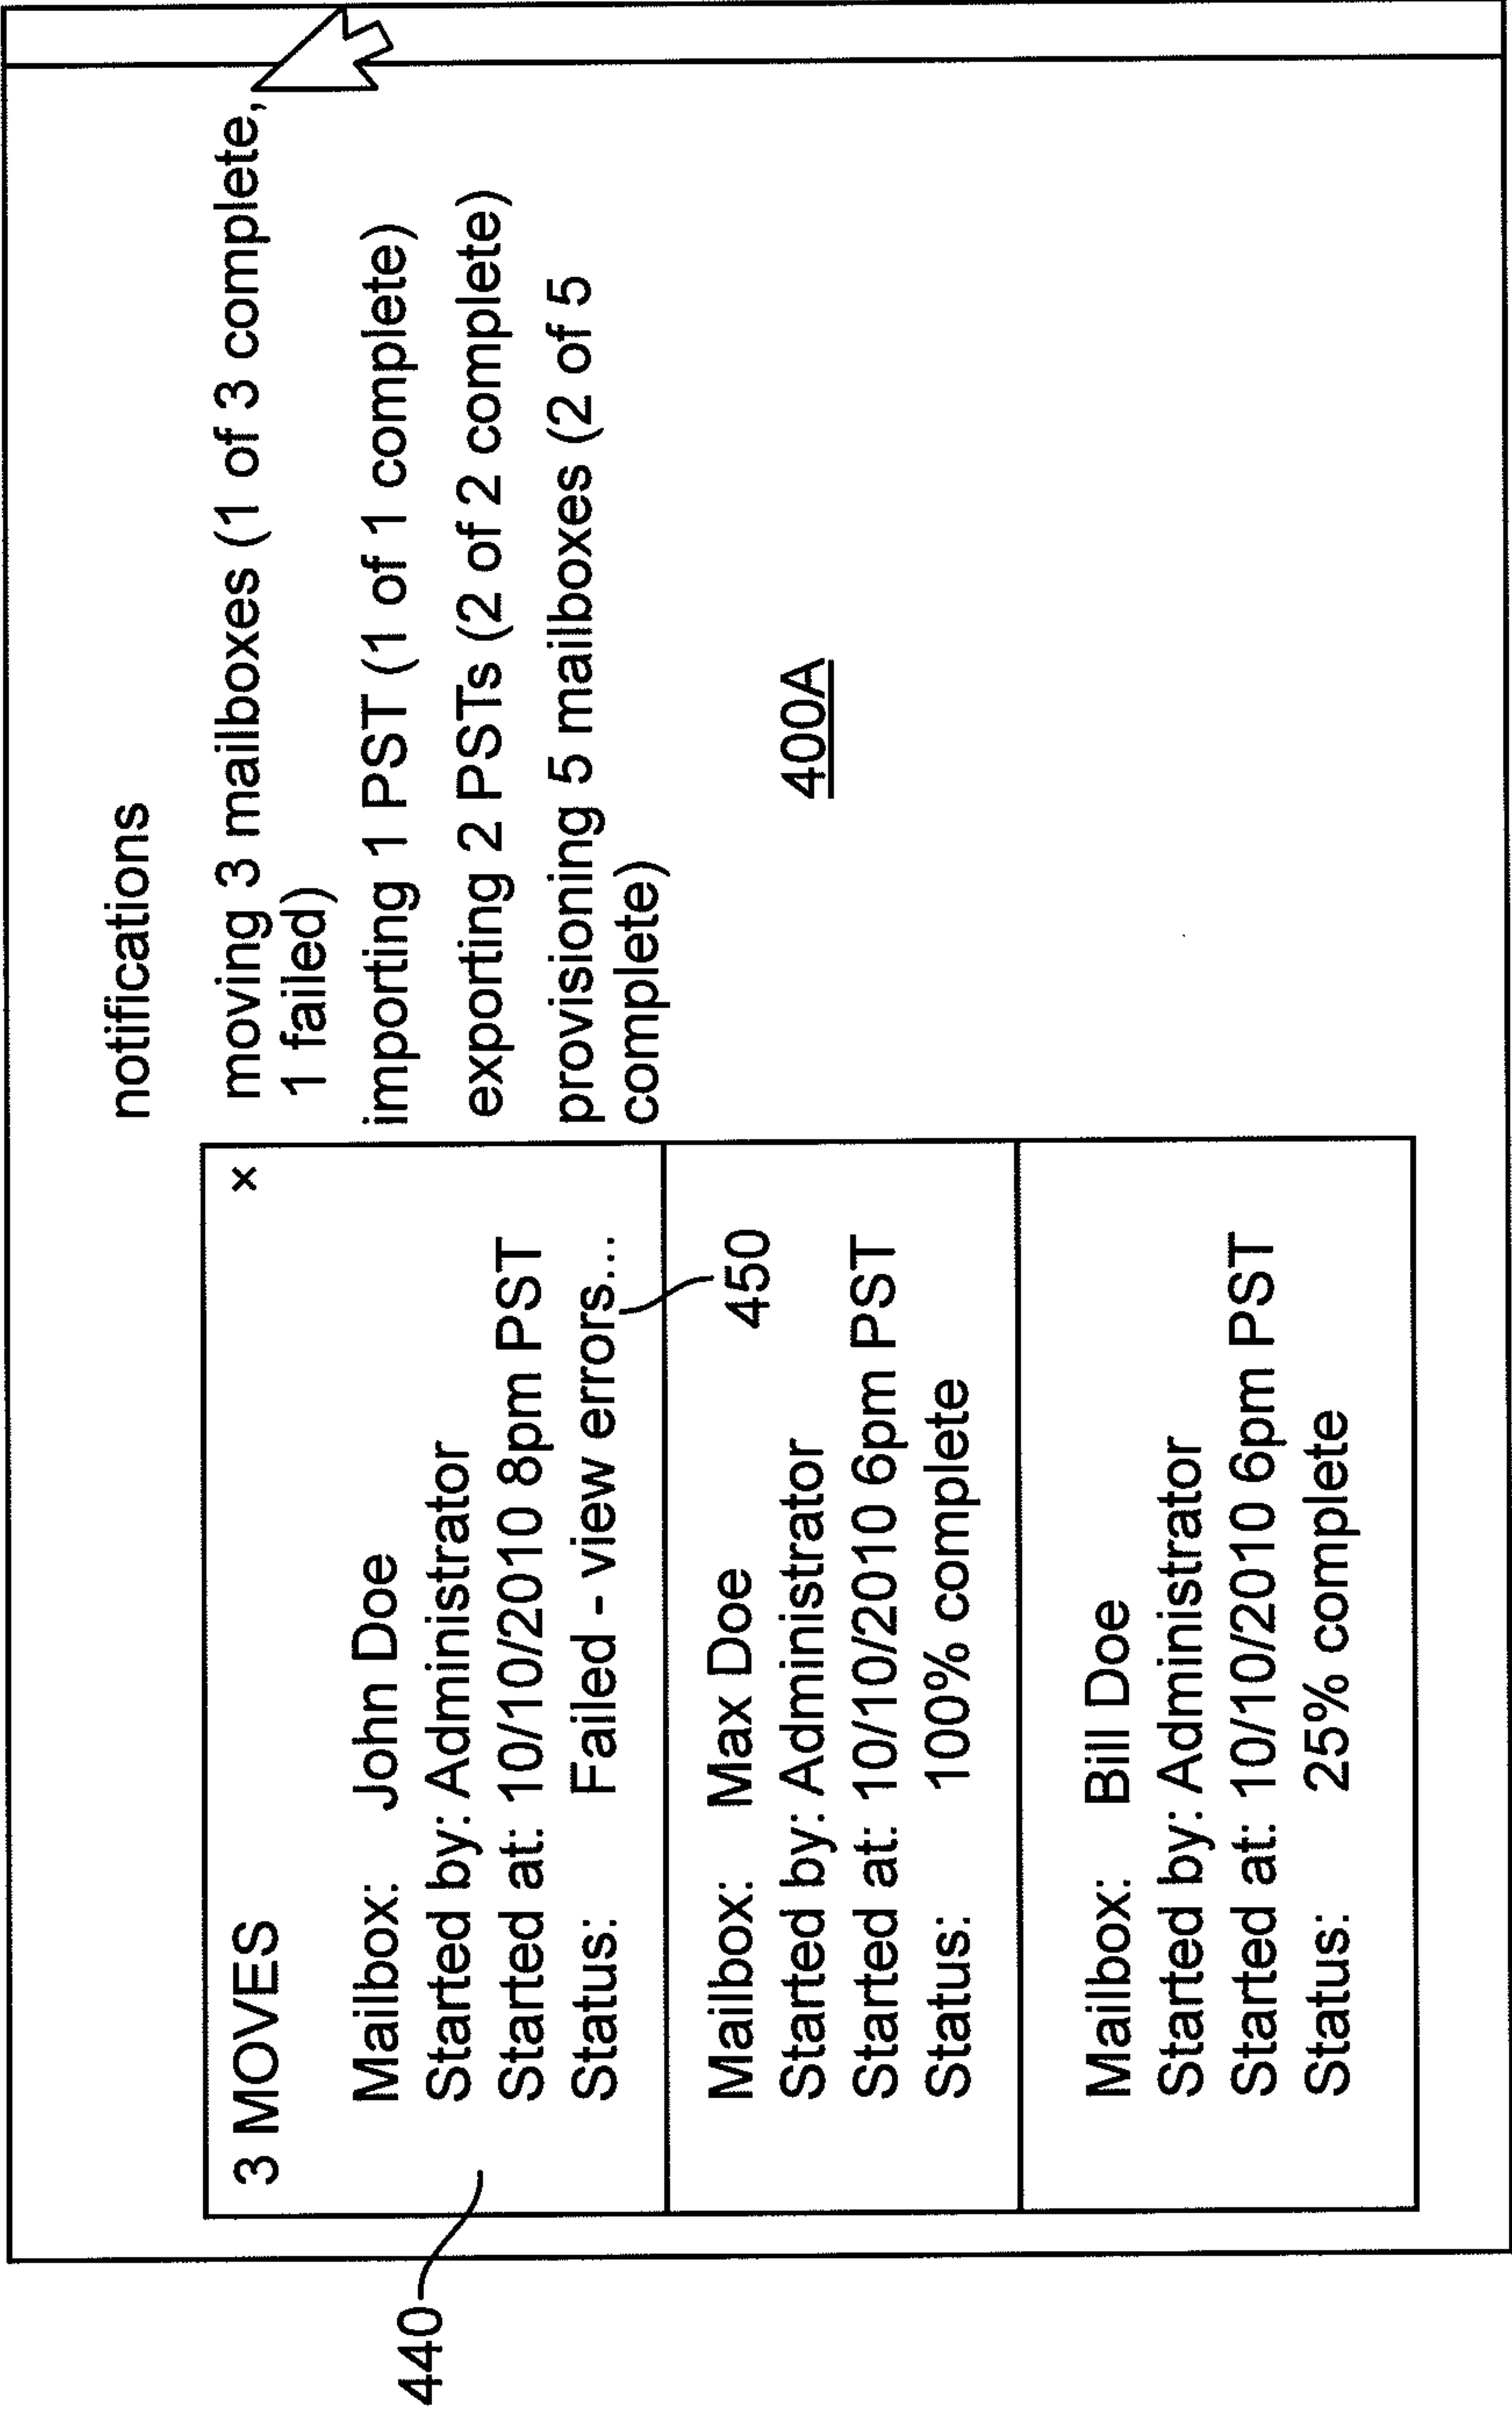 notifications
moving 3 mailboxes (1 of 3 complete,
1 failed)
importing 1 PST (1 of 1 complete)
exporting 2 PSTs (2 of 2 complete)
provisioning 5 mailboxes (2 of 5
complete)
400A
3 MOVES ×
Mailbox: John Doe
Started by: Administrator
Started at: 10/10/2010 8pm PST
Status: Failed - view errors...
440
450
Mailbox: Max Doe
Started by: Administrator
Started at: 10/10/2010 6pm PST
Status: 100% complete
Mailbox: Bill Doe
Started by: Administrator
Started at: 10/10/2010 6pm PST
Status: 25% complete